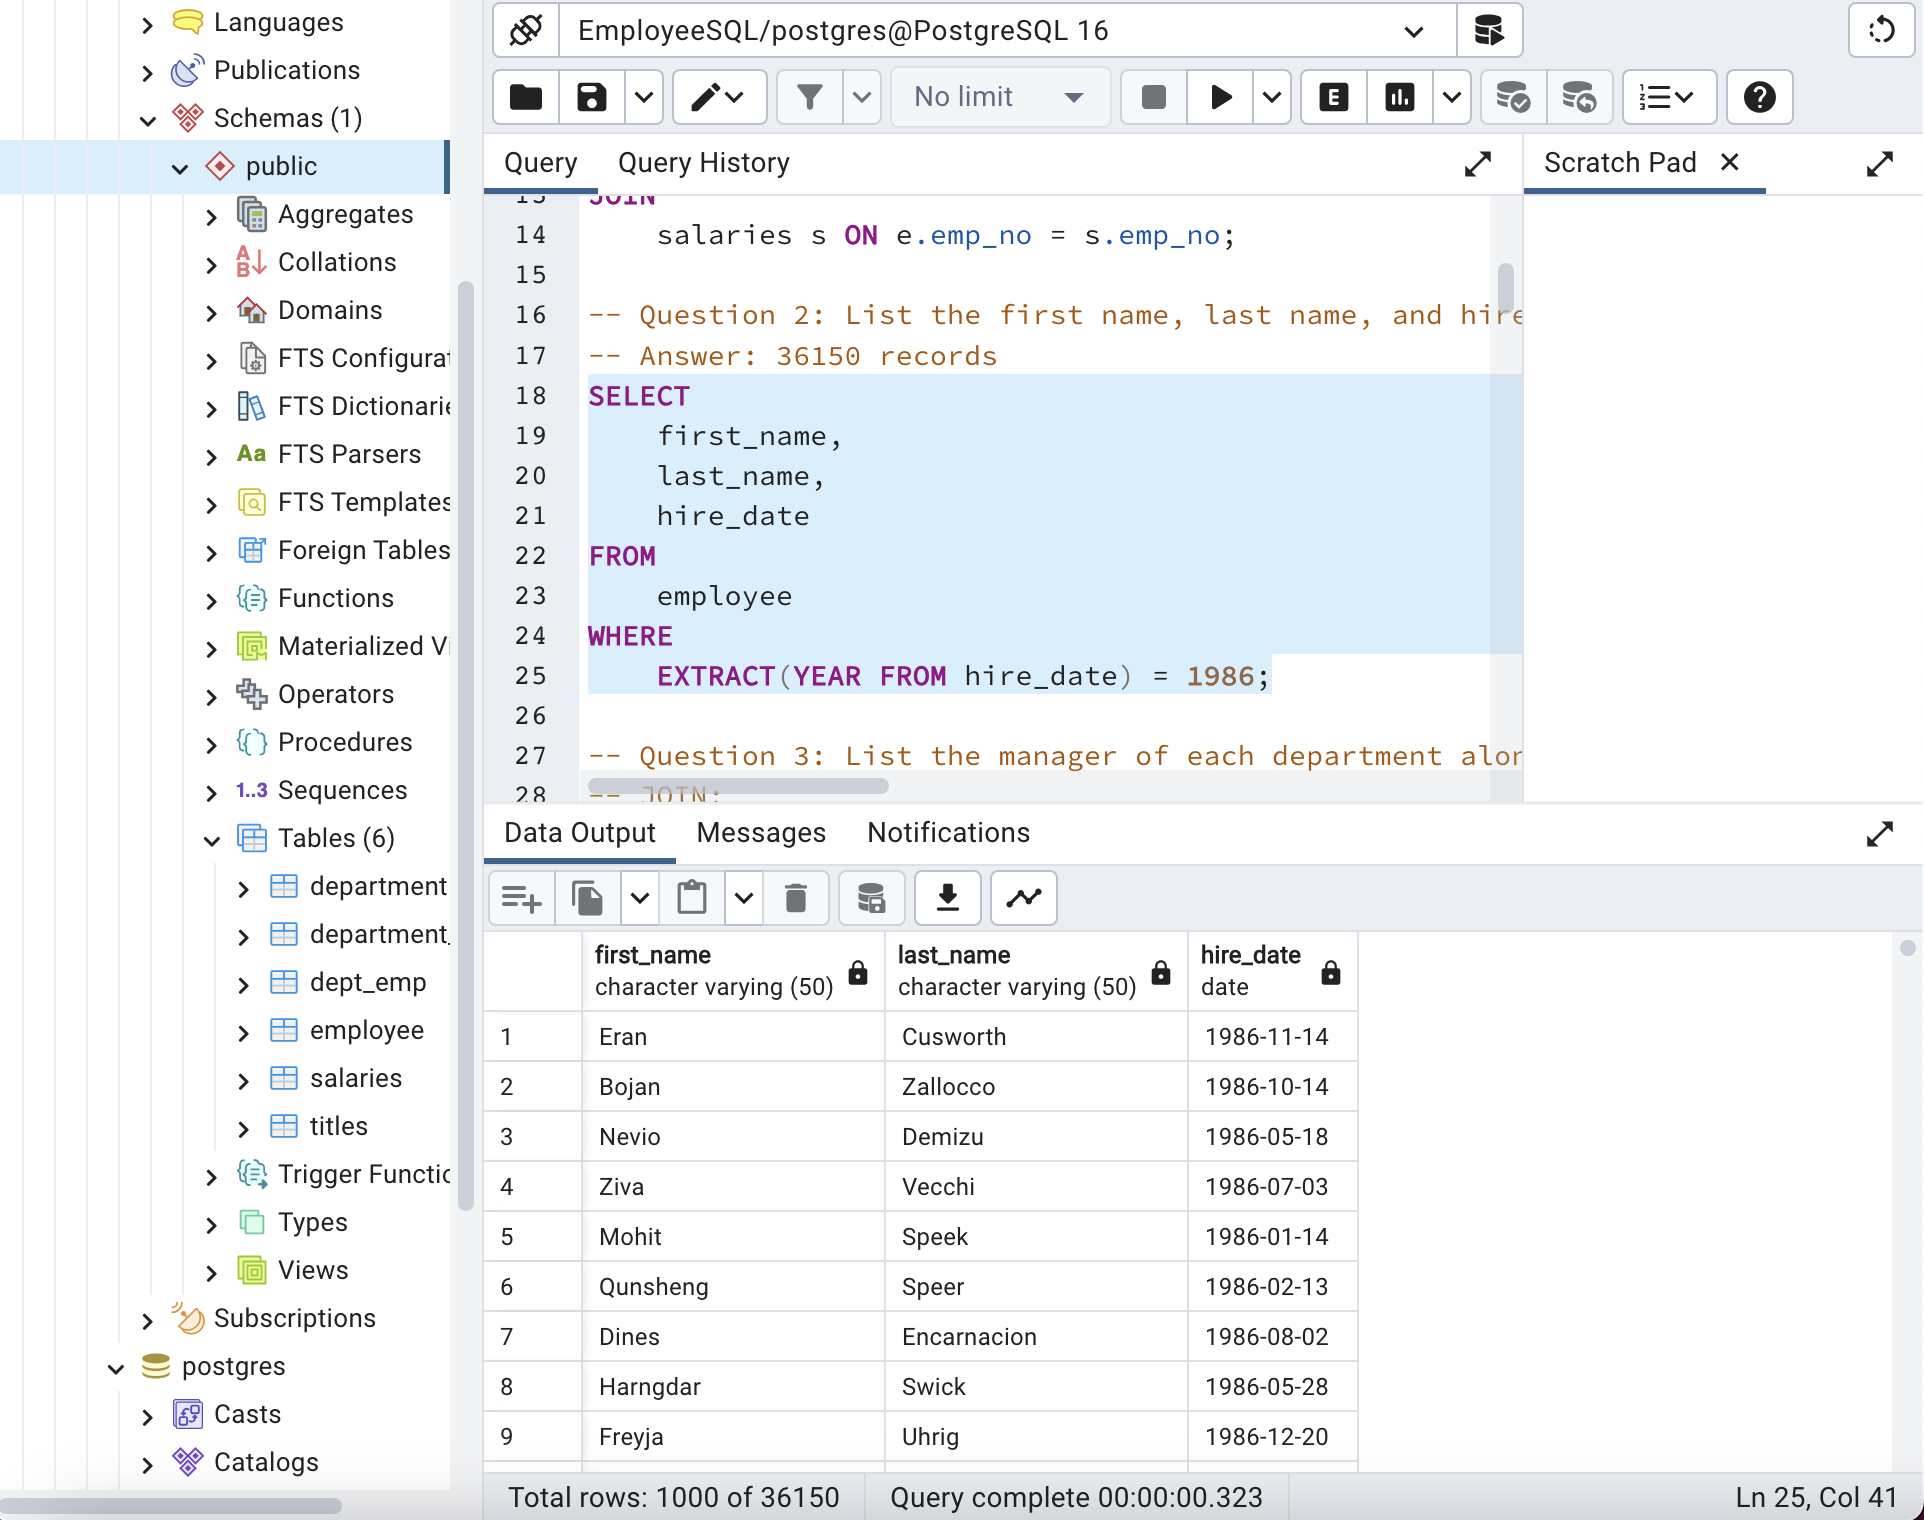 Languages
Publications
Schemas (1)
public
Aggregates
Collations
Domains
FTS Configurat
FTS Dictionarie
Aa FTS Parsers
FTS Templates
Foreign Tables
Functions
Materialized Vi
Operators
Procedures
1..3 Sequences
Tables (6)
department
department_
dept_emp
employee
salaries
titles
Trigger Functio
Types
Views
Subscriptions
postgres
Casts
Catalogs
EmployeeSQL/postgres@PostgreSQL 16
No limit
E
Query
Query History
Scratch Pad
13 JOIN
14 salaries s ON e.emp_no = s.emp_no;
15
16 -- Question 2: List the first name, last name, and hire
17 -- Answer: 36150 records
18 SELECT
19 first_name,
20 last_name,
21 hire_date
22 FROM
23 employee
24 WHERE
25 EXTRACT(YEAR FROM hire_date) = 1986;
26
27 -- Question 3: List the manager of each department alon
28 -- JOIN:
Data Output
Messages
Notifications
first_name last_name hire_date
character varying (50) character varying (50) date
1 Eran Cusworth 1986-11-14
2 Bojan Zallocco 1986-10-14
3 Nevio Demizu 1986-05-18
4 Ziva Vecchi 1986-07-03
5 Mohit Speek 1986-01-14
6 Qunsheng Speer 1986-02-13
7 Dines Encarnacion 1986-08-02
8 Harngdar Swick 1986-05-28
9 Freyja Uhrig 1986-12-20
Total rows: 1000 of 36150
Query complete 00:00:00.323
Ln 25, Col 41